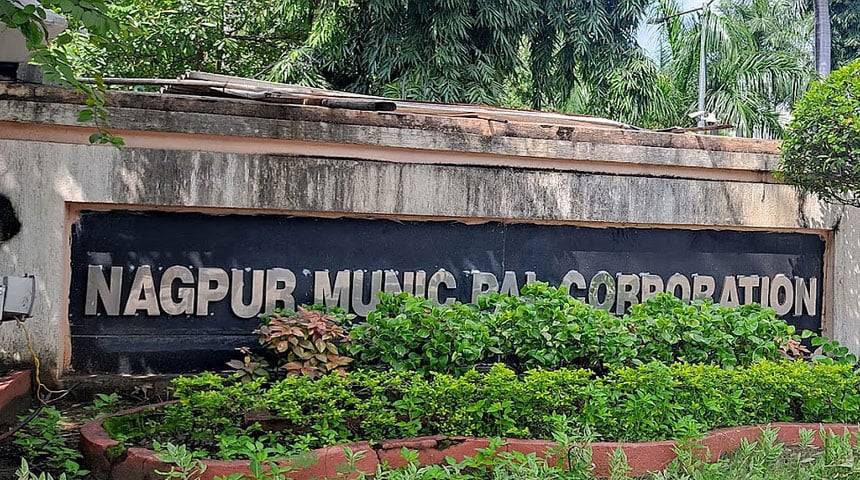 NAGPUR MUNIC PAL CORPORATION